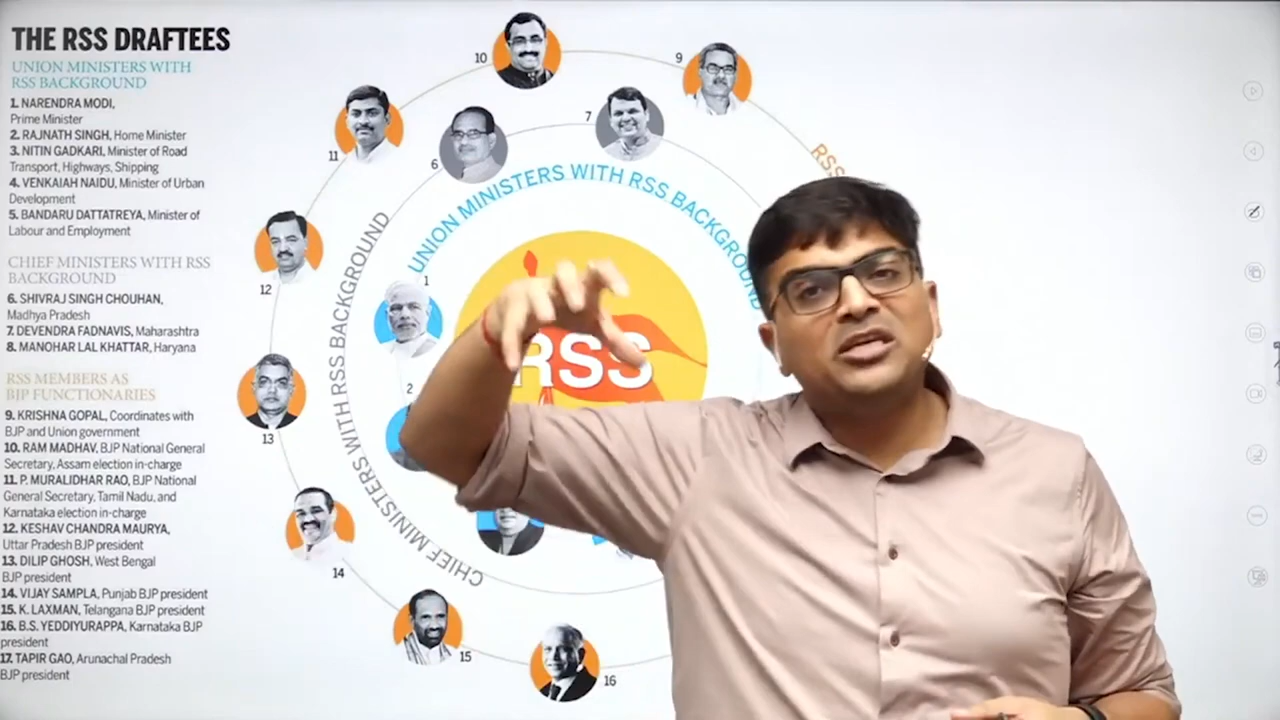 THE RSS DRAFTEES
UNION MINISTERS WITH
RSS BACKGROUND
1. NARENDRA MODI,
Prime Minister
2. RAJNATH SINGH, Home Minister
3. NITIN GADKARI, Minister of Road
Transport, Highways, Shipping
4. VENKAIAH NAIDU, Minister of Urban
Development
5. BANDARU DATTATREYA, Minister of
Labour and Employment
CHIEF MINISTERS WITH RSS
BACKGROUND
6. SHIVRAJ SINGH CHOUHAN,
Madhya Pradesh
7. DEVENDRA FADNAVIS, Maharashtra
8. MANOHAR LAL KHATTAR, Haryana
RSS MEMBERS AS
BJP FUNCTIONARIES
9. KRISHNA GOPAL, Coordinates with
BJP and Union government
10. RAM MADHAV, BJP National General
Secretary, Assam election in-charge
11. P. MURALIDHAR RAO, BJP National
General Secretary, Tamil Nadu, and
Karnataka election in-charge
12. KESHAV CHANDRA MAURYA,
Uttar Pradesh BJP president
13. DILIP GHOSH, West Bengal
BJP president
14. VIJAY SAMPLA, Punjab BJP president
15. K. LAXMAN, Telangana BJP president
16. B.S. YEDDIYURAPPA, Karnataka BJP
president
17. TAPIR GAO, Arunachal Pradesh
BJP president
10
9
11
7
6
RSS
UNION MINISTERS WITH RSS BACKGROUND
CHIEF MINISTERS WITH RSS BACKGROUND
12
1
RSS
2
13
14
15
16